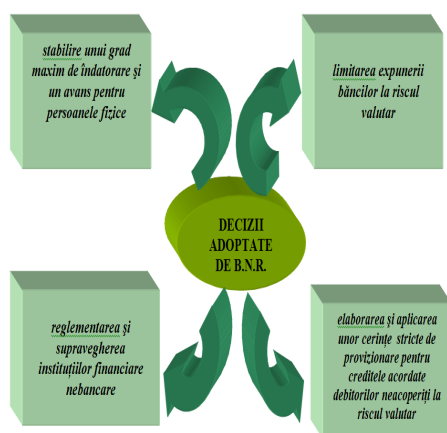 stabilire unui grad
maxim de îndatorare și
un avans pentru
persoanele fizice
limitarea expunerii
băncilor la riscul
valutar
DECIZII
ADOPTATE
DE B.N.R.
reglementarea și
supravegherea
instituțiilor financiare
nebancare
elaborarea și aplicarea
unor cerințe stricte de
provizionare pentru
creditele acordate
debitorilor neacoperiți la
riscul valutar